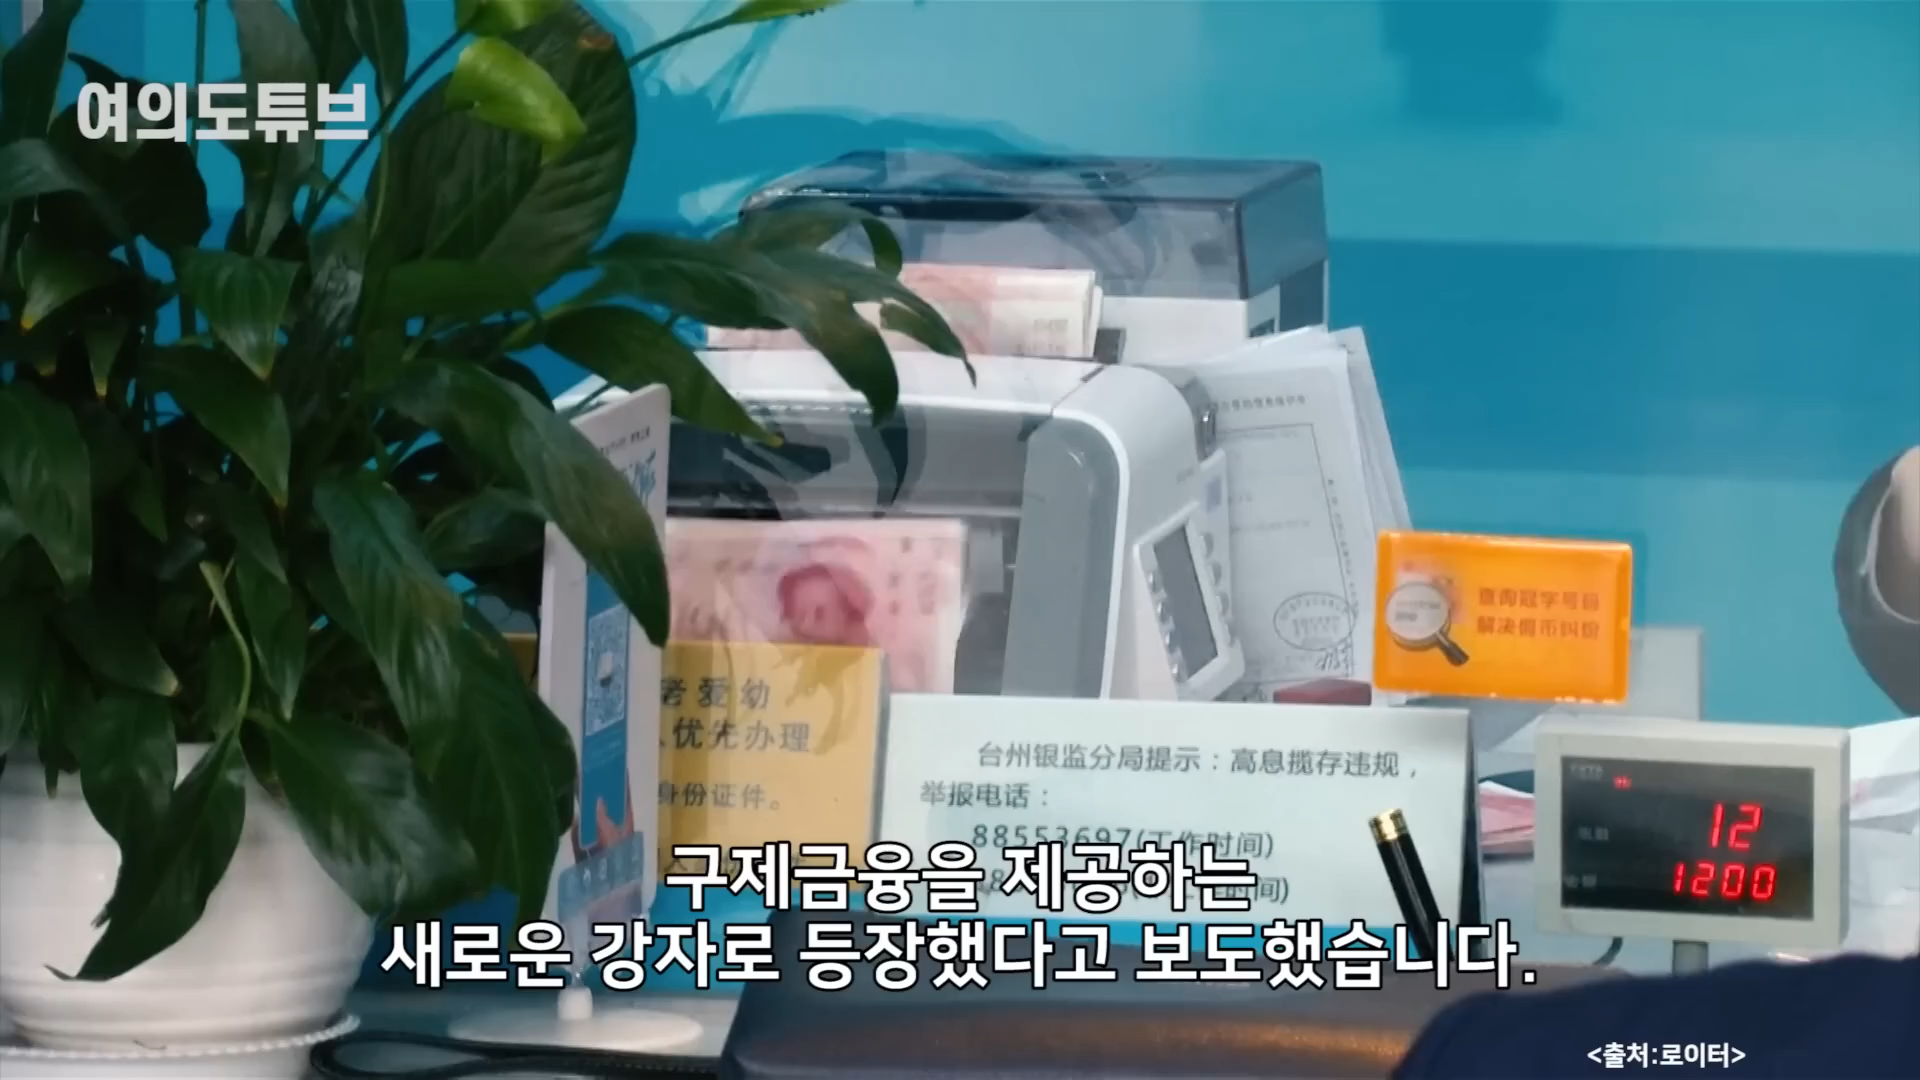 여의도튜브
查询冠字号码
解决假币纠纷
老爱幼
优先办理
身份证件。
台州银监分局提示：高息揽存违规，
举报电话：
88553697(工作时间)
12
1200
구제금융을 제공하는
새로운 강자로 등장했다고 보도했습니다.
<출처:로이터>